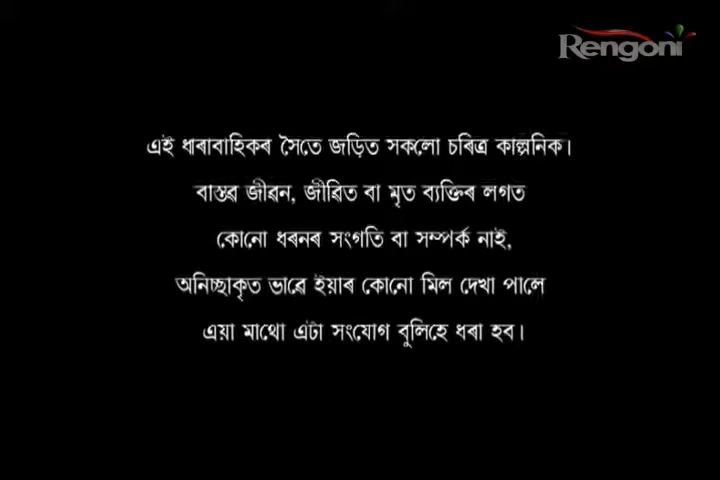 Rengoni
এই ধাৰাবাহিকৰ সৈতে জড়িত সকলো চৰিত্ৰ কাল্পনিক।
বাস্তৱ জীৱন, জীৱিত বা মৃত ব্যক্তিৰ লগত
কোনো ধৰনৰ সংগতি বা সম্পৰ্ক নাই,
অনিচ্ছাকৃত ভাৱে ইয়াৰ কোনো মিল দেখা পালে
এয়া মাথো এটা সংযোগ বুলিহে ধৰা হব।